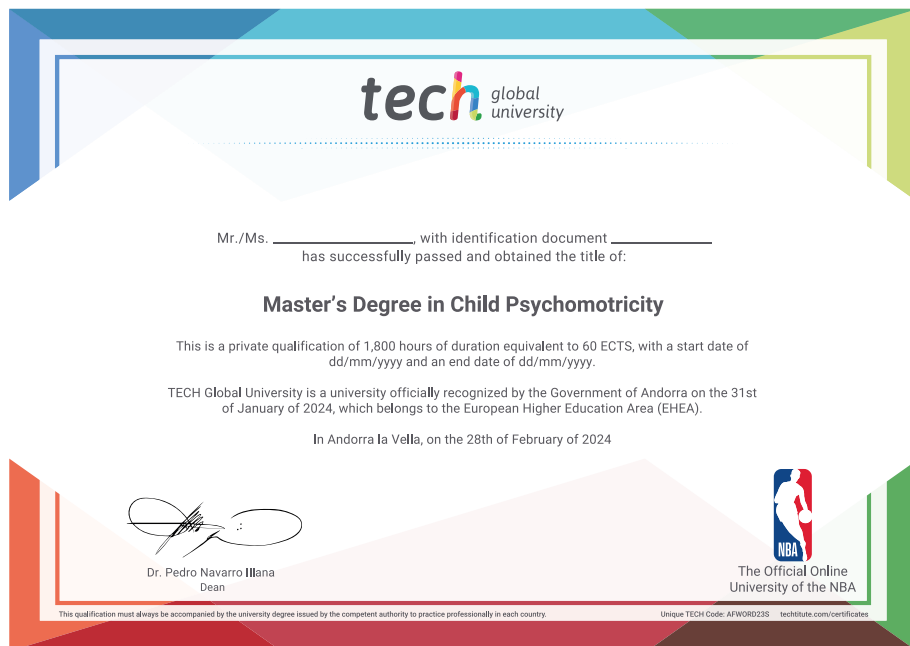 tech global university
Mr./Ms. ____________, with identification document ____________
has successfully passed and obtained the title of:
Master's Degree in Child Psychomotricity
This is a private qualification of 1,800 hours of duration equivalent to 60 ECTS, with a start date of
dd/mm/yyyy and an end date of dd/mm/yyyy.
TECH Global University is a university officially recognized by the Government of Andorra on the 31st
of January of 2024, which belongs to the European Higher Education Area (EHEA).
In Andorra la Vella, on the 28th of February of 2024
Dr. Pedro Navarro Illana
Dean
NBA
The Official Online
University of the NBA
This qualification must always be accompanied by the university degree issued by the competent authority to practice professionally in each country.
Unique TECH Code: AFWORD23S techtitute.com/certificates